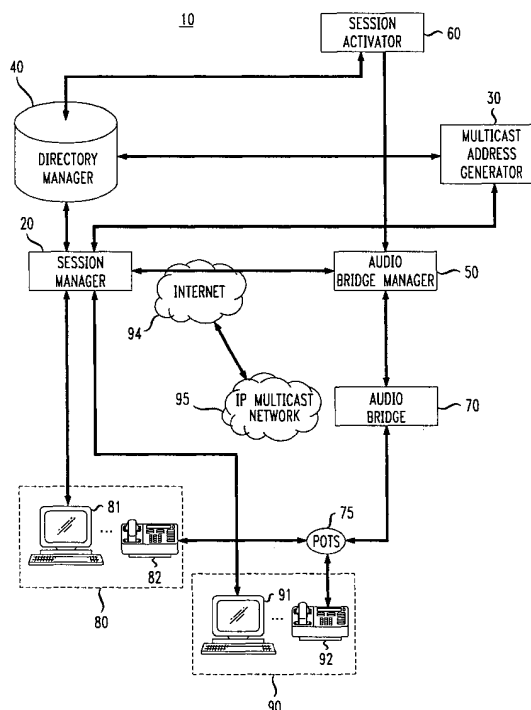 10
SESSION
ACTIVATOR
60
40
30
DIRECTORY
MANAGER
MULTICAST
ADDRESS
GENERATOR
20
SESSION
MANAGER
INTERNET
94
AUDIO
BRIDGE MANAGER
50
IP MULTICAST
NETWORK
95
AUDIO
BRIDGE
70
81
...
82
80
75
POTS
91
...
92
90